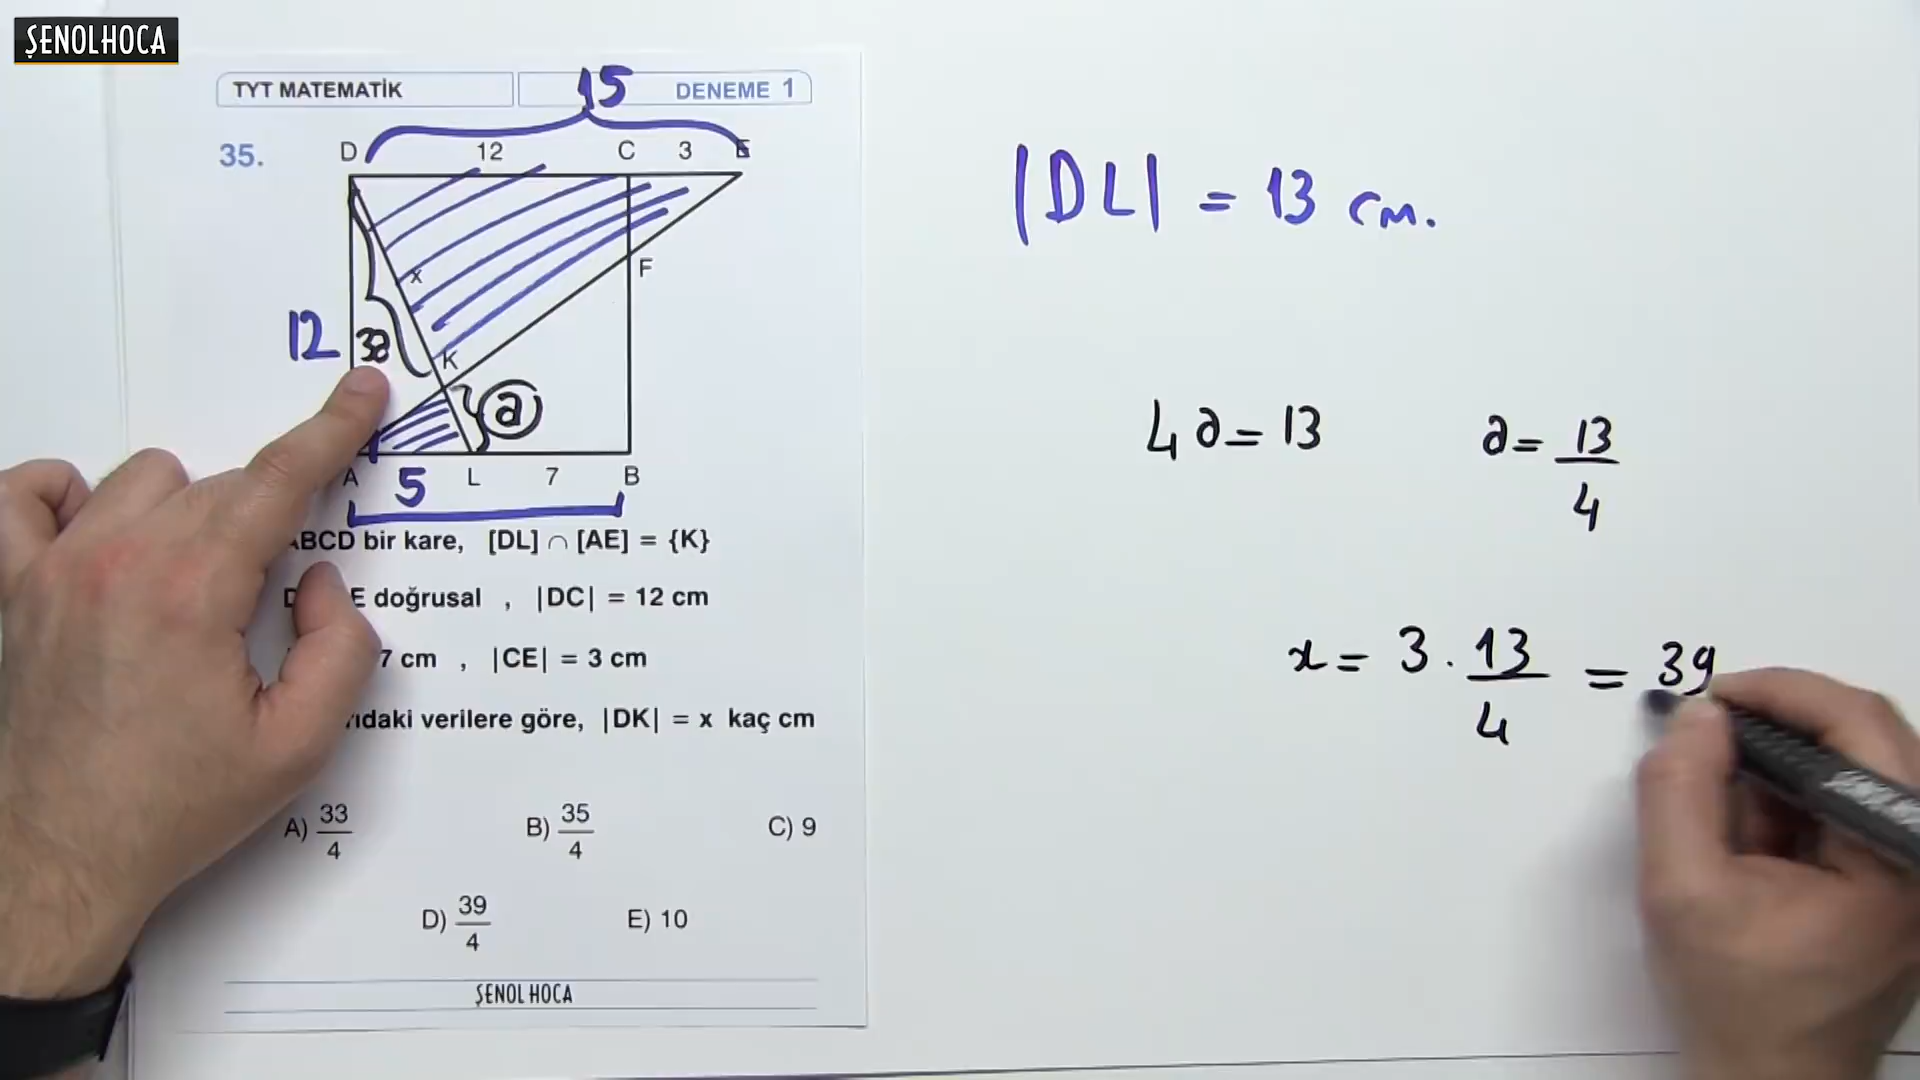 ŞENOLHOCA
TYT MATEMATİK
DENEME 1
15
35.
D 12 C 3 E
x
F
12
3a
K
a
A 5 L 7 B
ABCD bir kare, [DL] ∩ [AE] = {K}
E doğrusal , |DC| = 12 cm
7 cm , |CE| = 3 cm
verilere göre, |DK| = x kaç cm
A) 33/4
B) 35/4
C) 9
D) 39/4
E) 10
ŞENOL HOCA
|DL| = 13 cm.
4a = 13
a = 13/4
x = 3 . 13/4 = 39